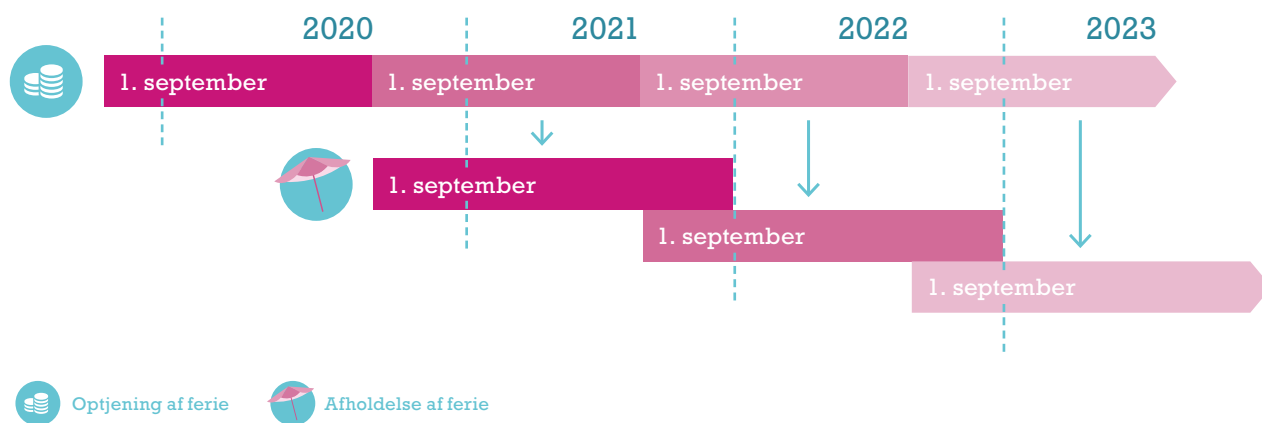 2020 2021 2022 2023
1. september 1. september 1. september 1. september
1. september
1. september
1. september
Optjening af ferie Afholdelse af ferie